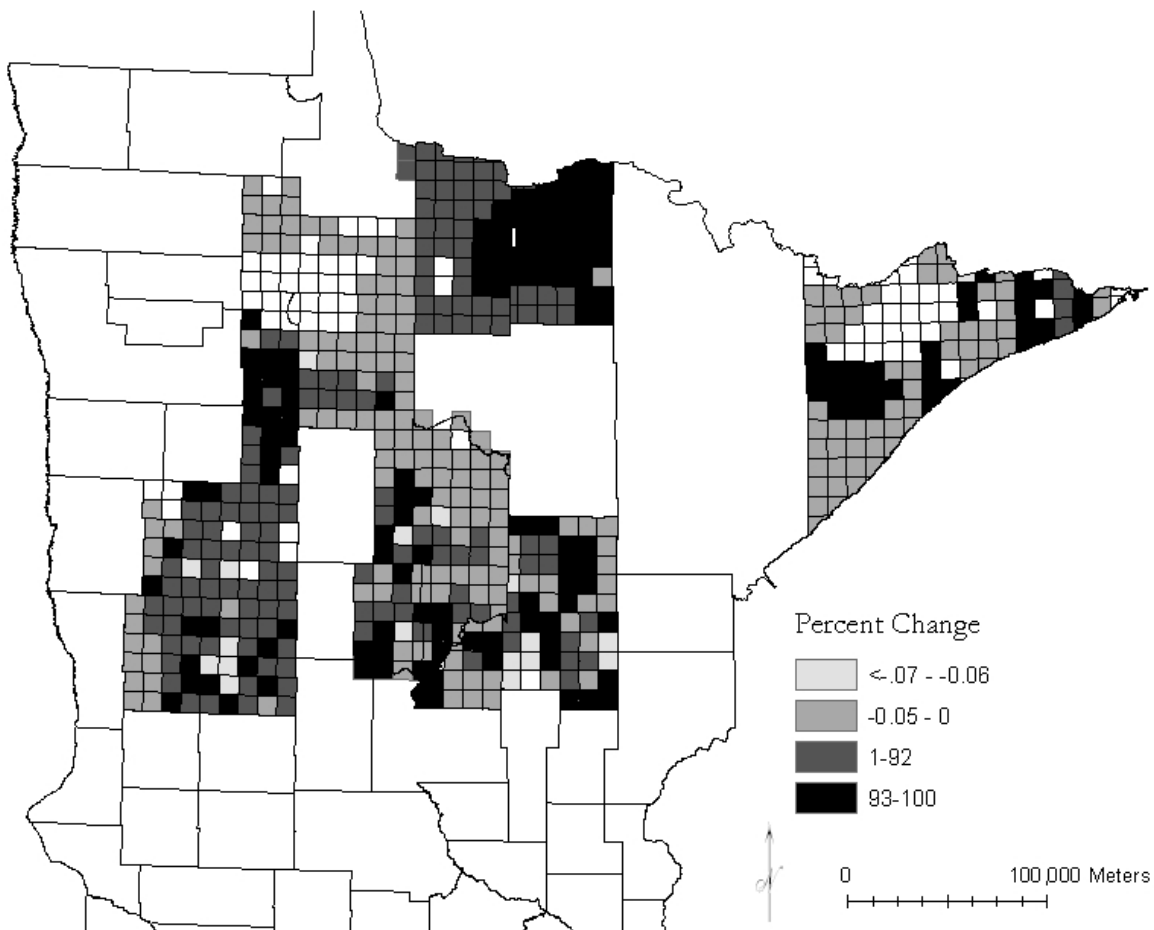 Percent Change
<-.07 - -0.06
-0.05 - 0
1-92
93-100
N
0 100,000 Meters